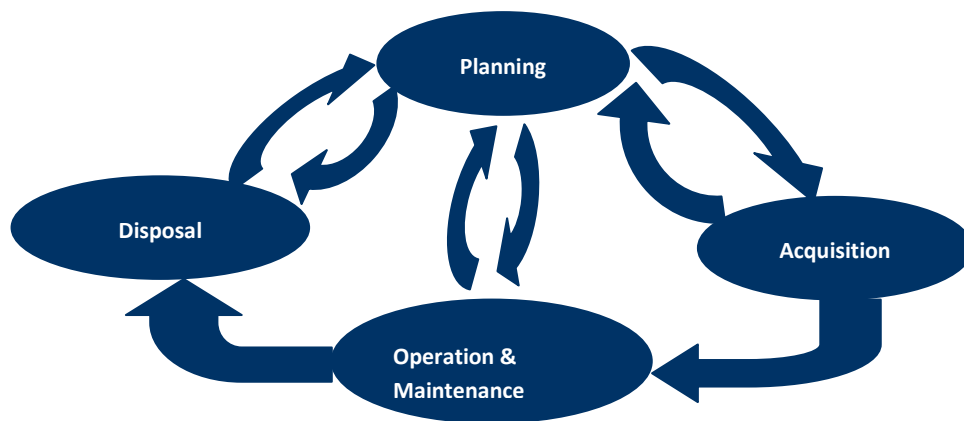 Planning
Disposal
Acquisition
Operation &
Maintenance